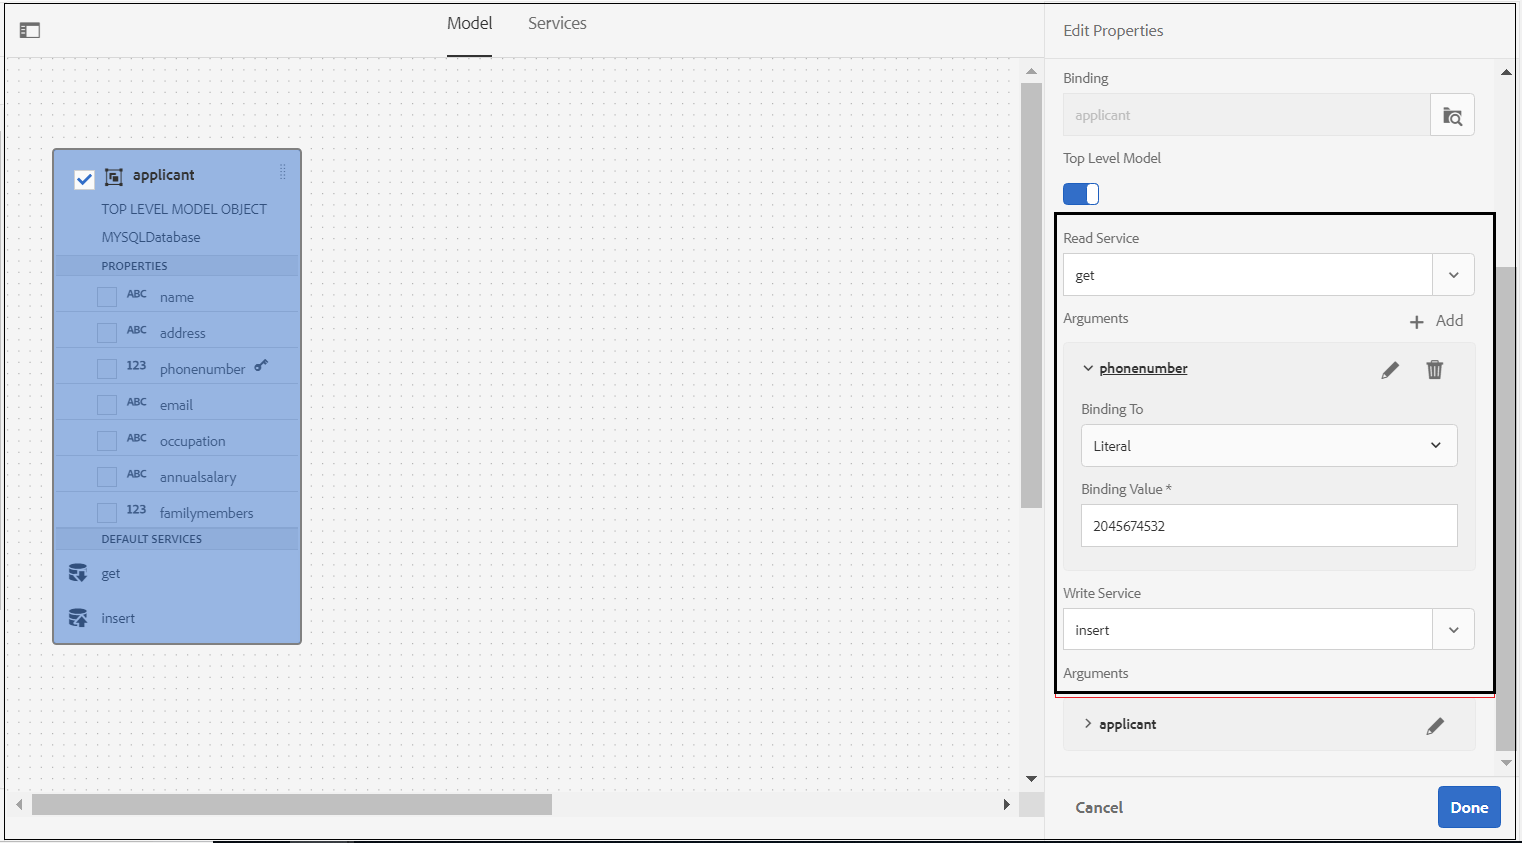 Model Services
applicant
TOP LEVEL MODEL OBJECT
MYSQLDatabase
PROPERTIES
ABC name
ABC address
123 phonenumber
ABC email
ABC occupation
ABC annualsalary
123 familymembers
DEFAULT SERVICES
get
insert
Edit Properties
Binding
applicant
Top Level Model
Read Service
get
Arguments + Add
phonenumber
Binding To
Literal
Binding Value *
2045674532
Write Service
insert
Arguments
applicant
Cancel Done